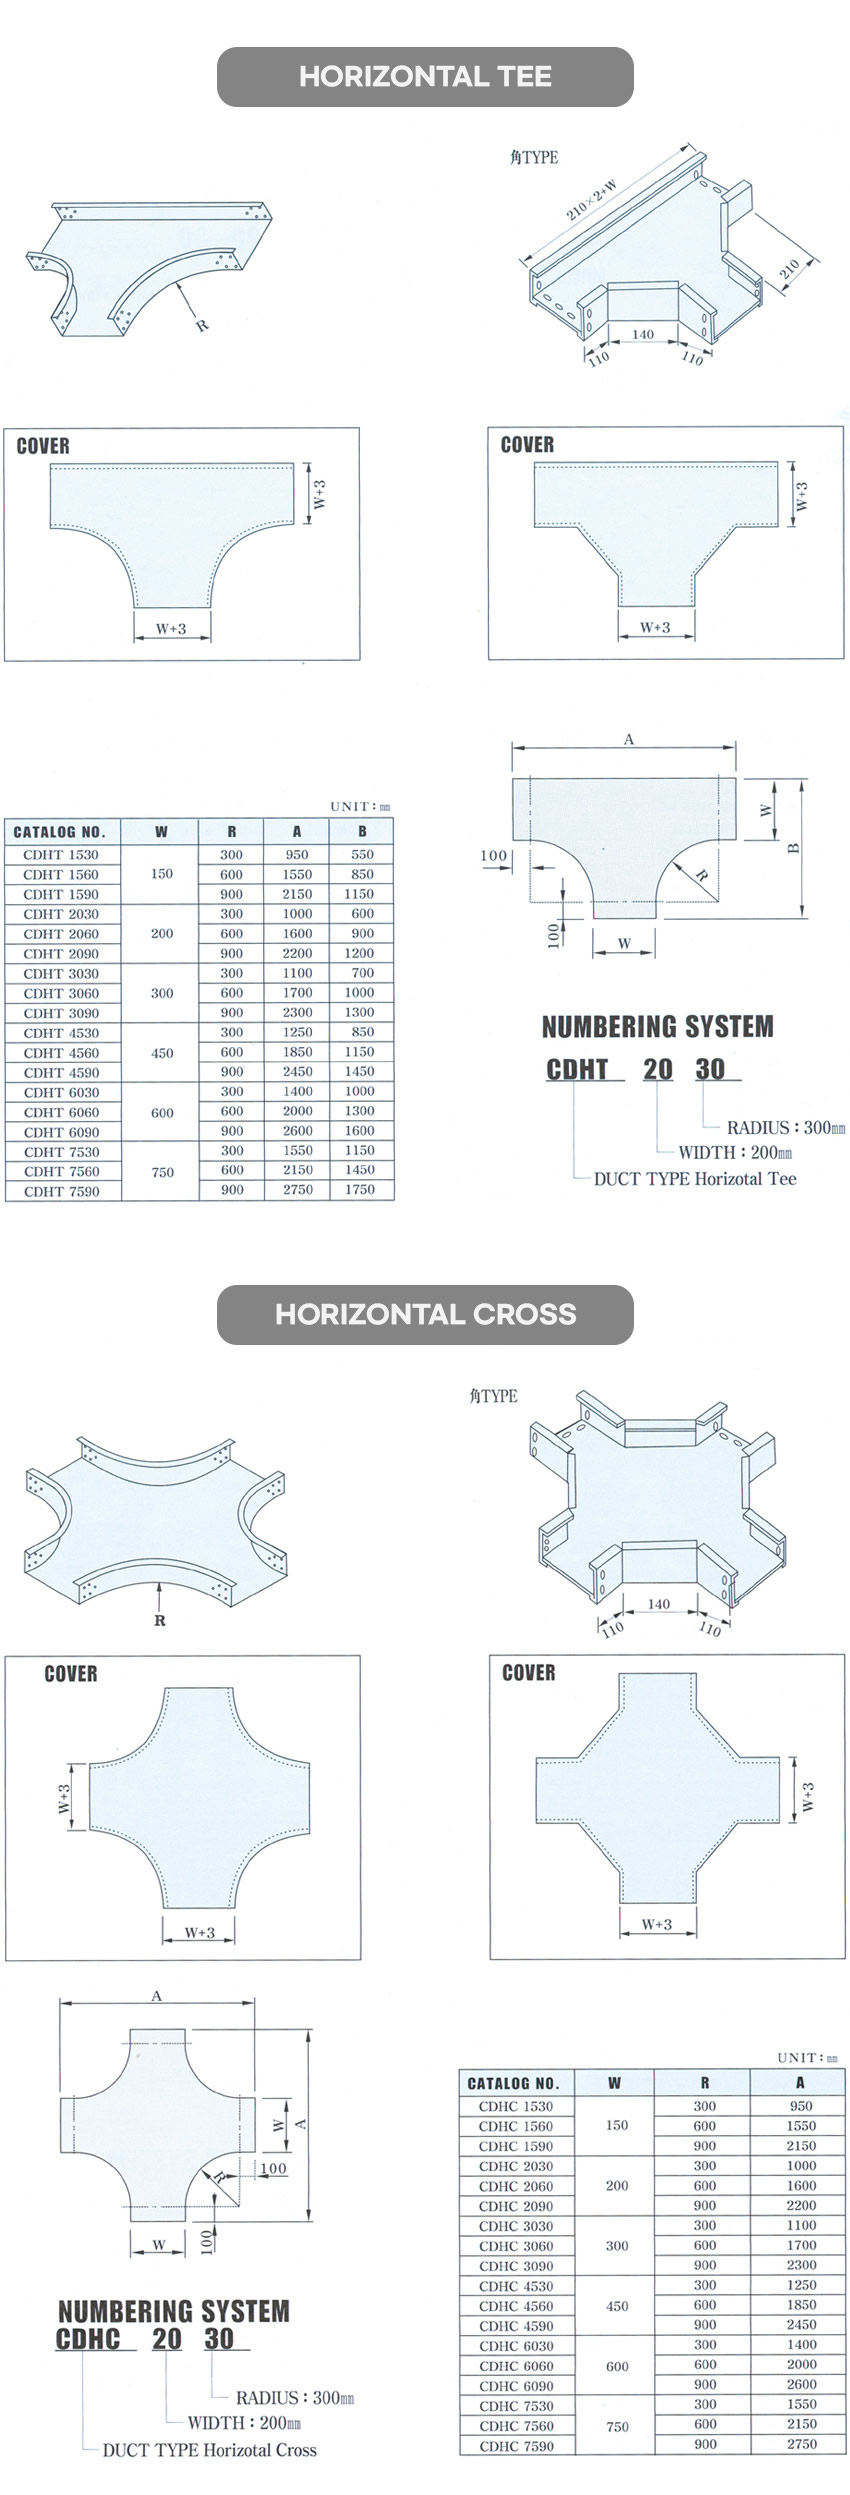 HORIZONTAL TEE
角TYPE
210×2+W
210
R
110
140
110
COVER
W+3
W+3
COVER
W+3
W+3
A
W
B
100
R
100
W
UNIT : ㎜
CATALOG NO. W R A B
CDHT 1530 150 300 950 550
CDHT 1560 600 1550 850
CDHT 1590 900 2150 1150
CDHT 2030 200 300 1000 600
CDHT 2060 600 1600 900
CDHT 2090 900 2200 1200
CDHT 3030 300 300 1100 700
CDHT 3060 600 1700 1000
CDHT 3090 900 2300 1300
CDHT 4530 450 300 1250 850
CDHT 4560 600 1850 1150
CDHT 4590 900 2450 1450
CDHT 6030 600 300 1400 1000
CDHT 6060 600 2000 1300
CDHT 6090 900 2600 1600
CDHT 7530 750 300 1550 1150
CDHT 7560 600 2150 1450
CDHT 7590 900 2750 1750
NUMBERING SYSTEM
CDHT 20 30
RADIUS : 300㎜
WIDTH : 200㎜
DUCT TYPE Horizotal Tee
HORIZONTAL CROSS
角TYPE
R
110
140
110
COVER
W+3
W+3
COVER
W+3
W+3
A
W
A
R
100
100
W
NUMBERING SYSTEM
CDHC 20 30
RADIUS : 300㎜
WIDTH : 200㎜
DUCT TYPE Horizotal Cross
UNIT : ㎜
CATALOG NO. W R A
CDHC 1530 150 300 950
CDHC 1560 600 1550
CDHC 1590 900 2150
CDHC 2030 200 300 1000
CDHC 2060 600 1600
CDHC 2090 900 2200
CDHC 3030 300 300 1100
CDHC 3060 600 1700
CDHC 3090 900 2300
CDHC 4530 450 300 1250
CDHC 4560 600 1850
CDHC 4590 900 2450
CDHC 6030 600 300 1400
CDHC 6060 600 2000
CDHC 6090 900 2600
CDHC 7530 750 300 1550
CDHC 7560 600 2150
CDHC 7590 900 2750